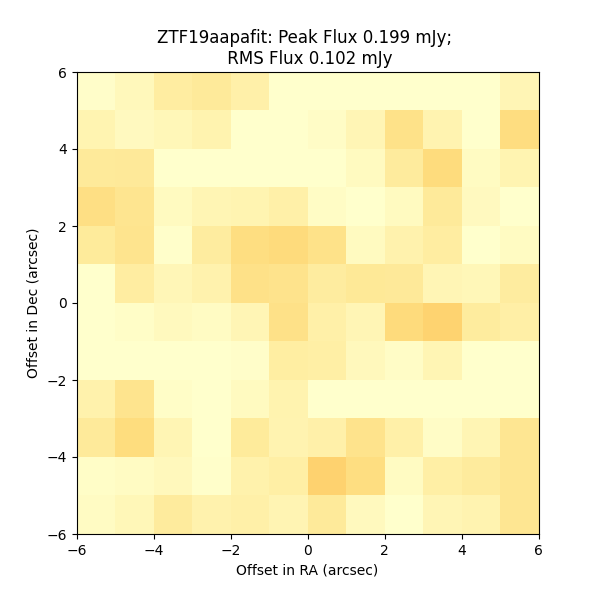 ZTF19aapafit: Peak Flux 0.199 mJy;
RMS Flux 0.102 mJy
6
4
2
0
−2
−4
−6
Offset in Dec (arcsec)
−6 −4 −2 0 2 4 6
Offset in RA (arcsec)